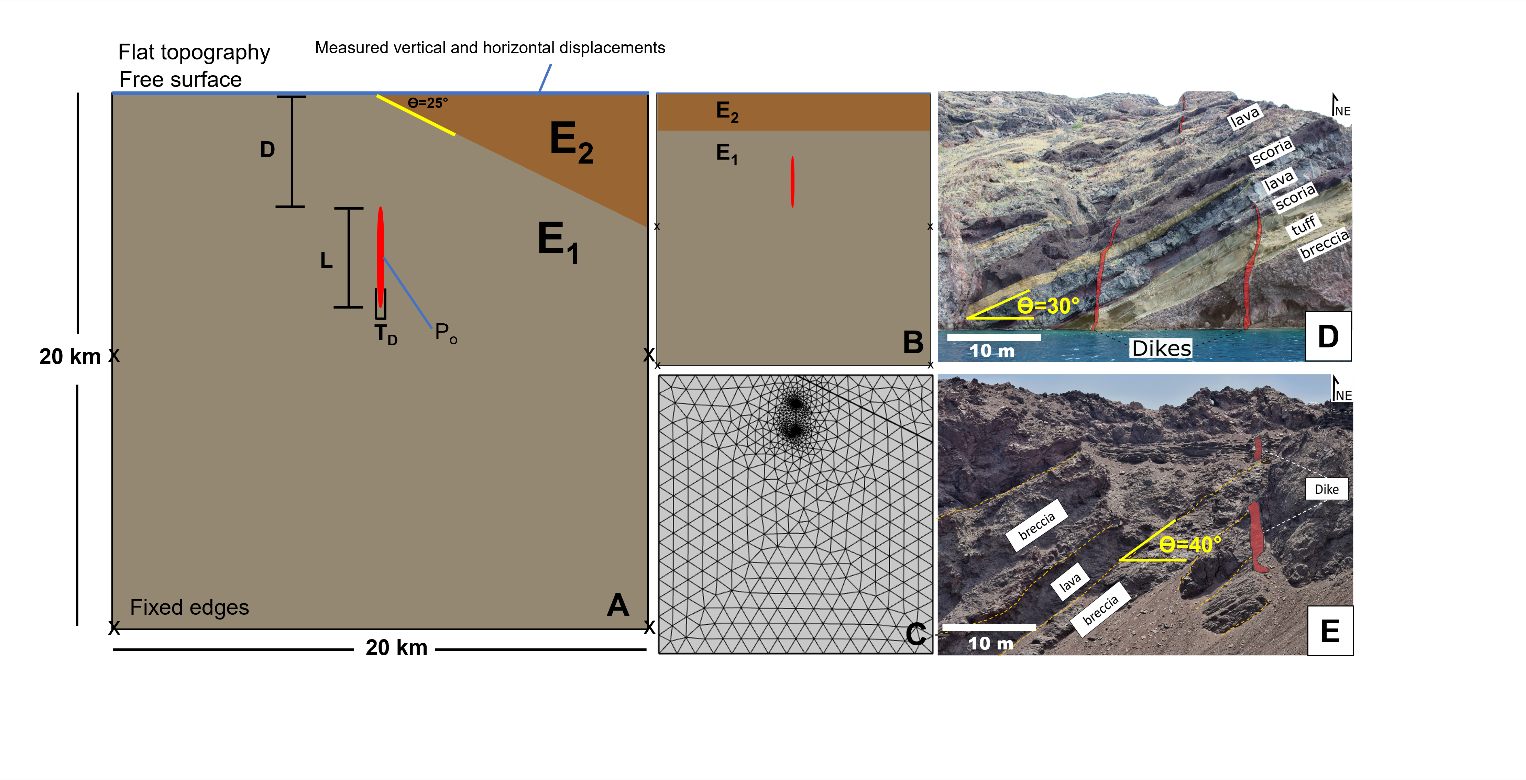 Flat topography
Free surface
Measured vertical and horizontal displacements
Ɵ=25°
D
E2
L
E1
TD
Po
20 km
X
X
Fixed edges
A
X
X
20 km
E2
E1
x
x
B
x
x
C
NE
lava
scoria
lava
scoria
tuff
breccia
Ɵ=30°
10 m
Dikes
D
NE
Dike
breccia
Ɵ=40°
lava
breccia
10 m
E